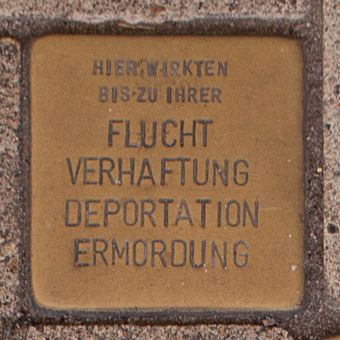 HIER WIRKTEN
BIS ZU IHRER
FLUCHT
VERHAFTUNG
DEPORTATION
ERMORDUNG